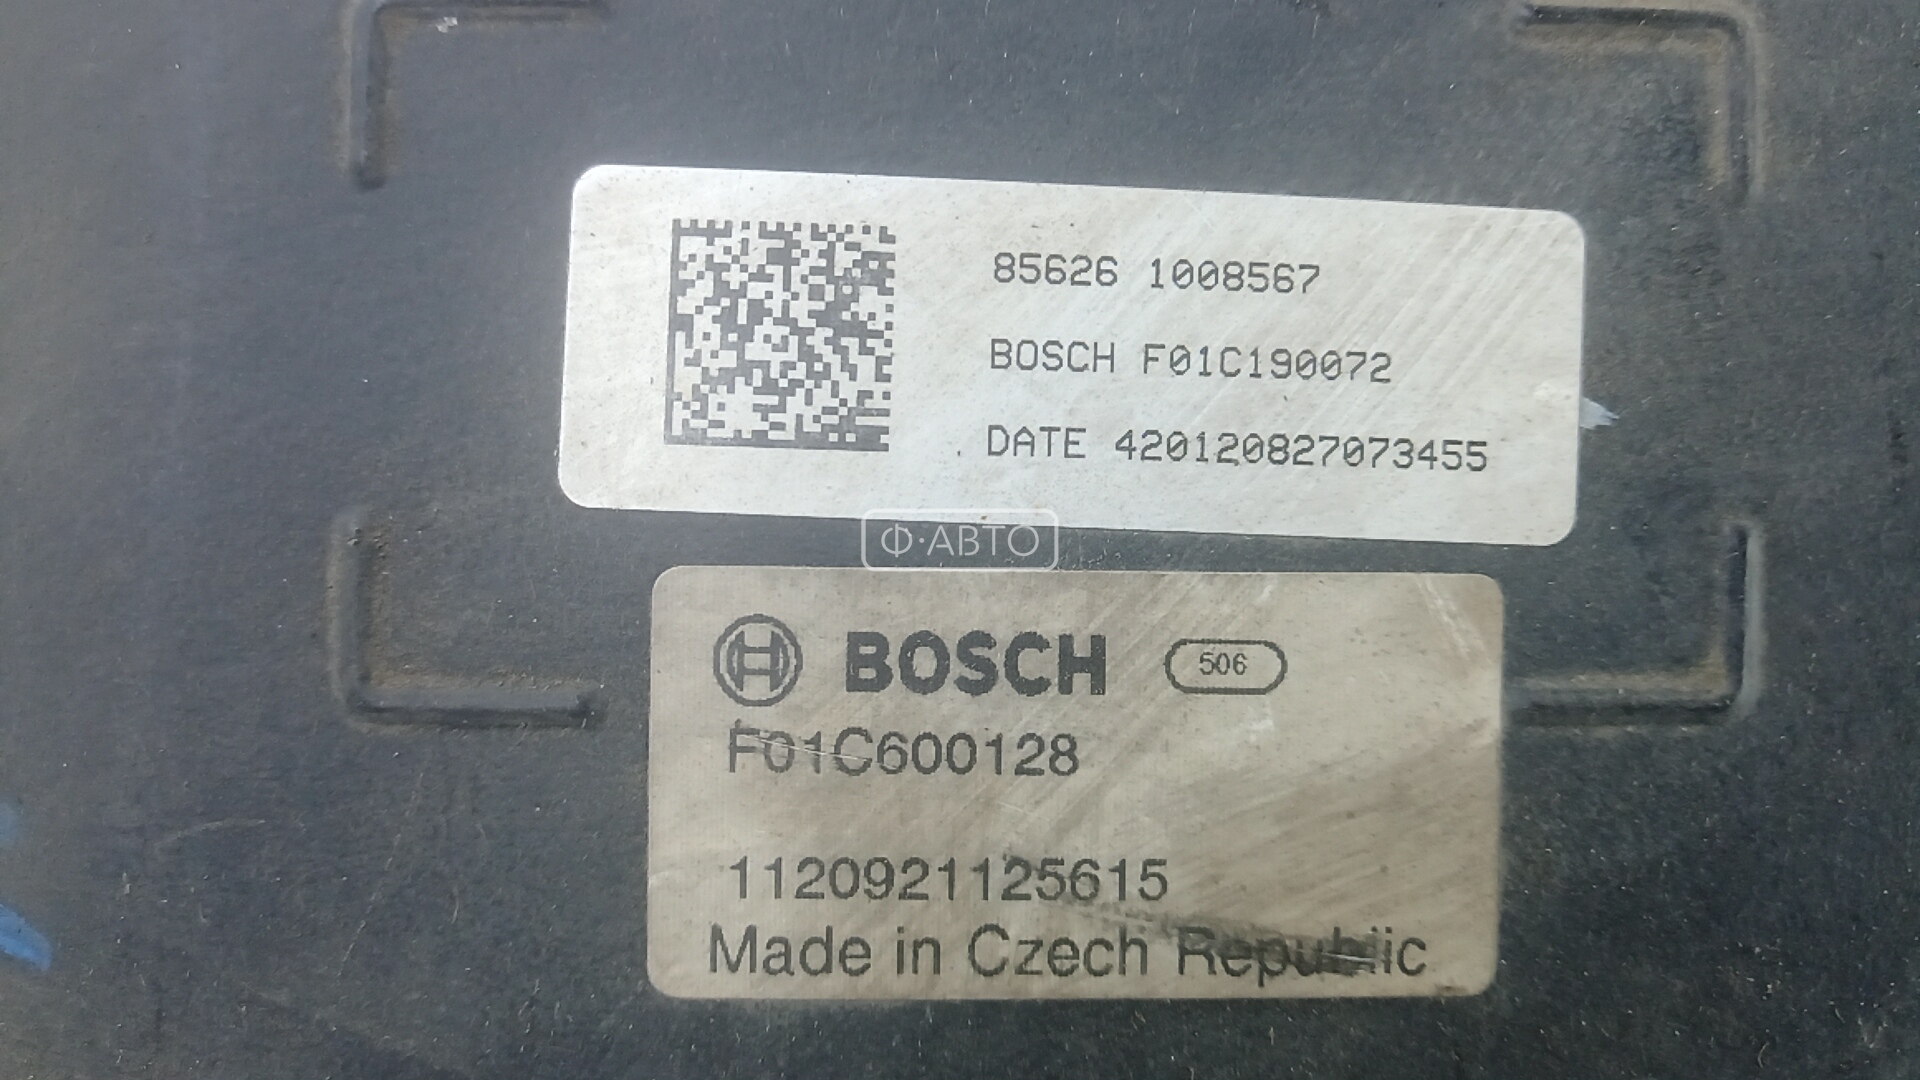 85626 1008567
BOSCH F01C190072
DATE 420120827073455
Ф·АВТО
BOSCH 506
F01C600128
1120921125615
Made in Czech Republic